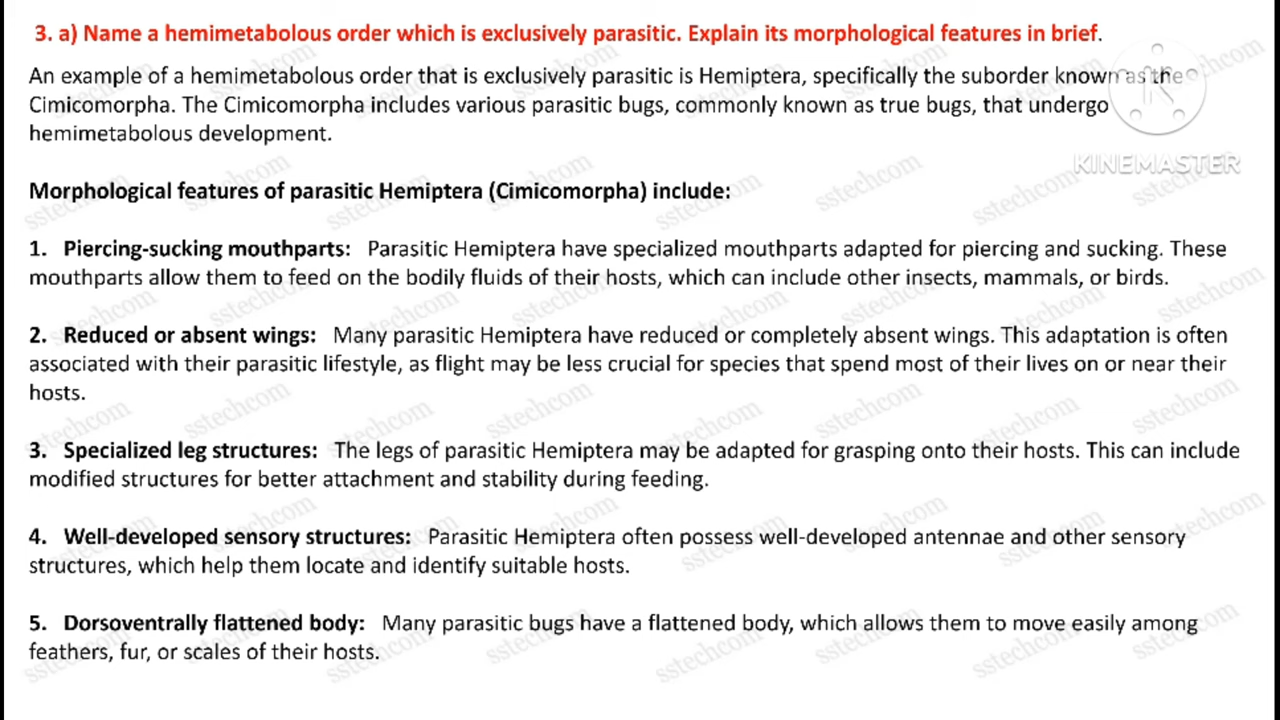 3. a) Name a hemimetabolous order which is exclusively parasitic. Explain its morphological features in brief.
An example of a hemimetabolous order that is exclusively parasitic is Hemiptera, specifically the suborder known as the
Cimicomorpha. The Cimicomorpha includes various parasitic bugs, commonly known as true bugs, that undergo
hemimetabolous development.
KINEMASTER
Morphological features of parasitic Hemiptera (Cimicomorpha) include:
1. Piercing-sucking mouthparts: Parasitic Hemiptera have specialized mouthparts adapted for piercing and sucking. These
mouthparts allow them to feed on the bodily fluids of their hosts, which can include other insects, mammals, or birds.
2. Reduced or absent wings: Many parasitic Hemiptera have reduced or completely absent wings. This adaptation is often
associated with their parasitic lifestyle, as flight may be less crucial for species that spend most of their lives on or near their
hosts.
3. Specialized leg structures: The legs of parasitic Hemiptera may be adapted for grasping onto their hosts. This can include
modified structures for better attachment and stability during feeding.
4. Well-developed sensory structures: Parasitic Hemiptera often possess well-developed antennae and other sensory
structures, which help them locate and identify suitable hosts.
5. Dorsoventrally flattened body: Many parasitic bugs have a flattened body, which allows them to move easily among
feathers, fur, or scales of their hosts.
sstechcom